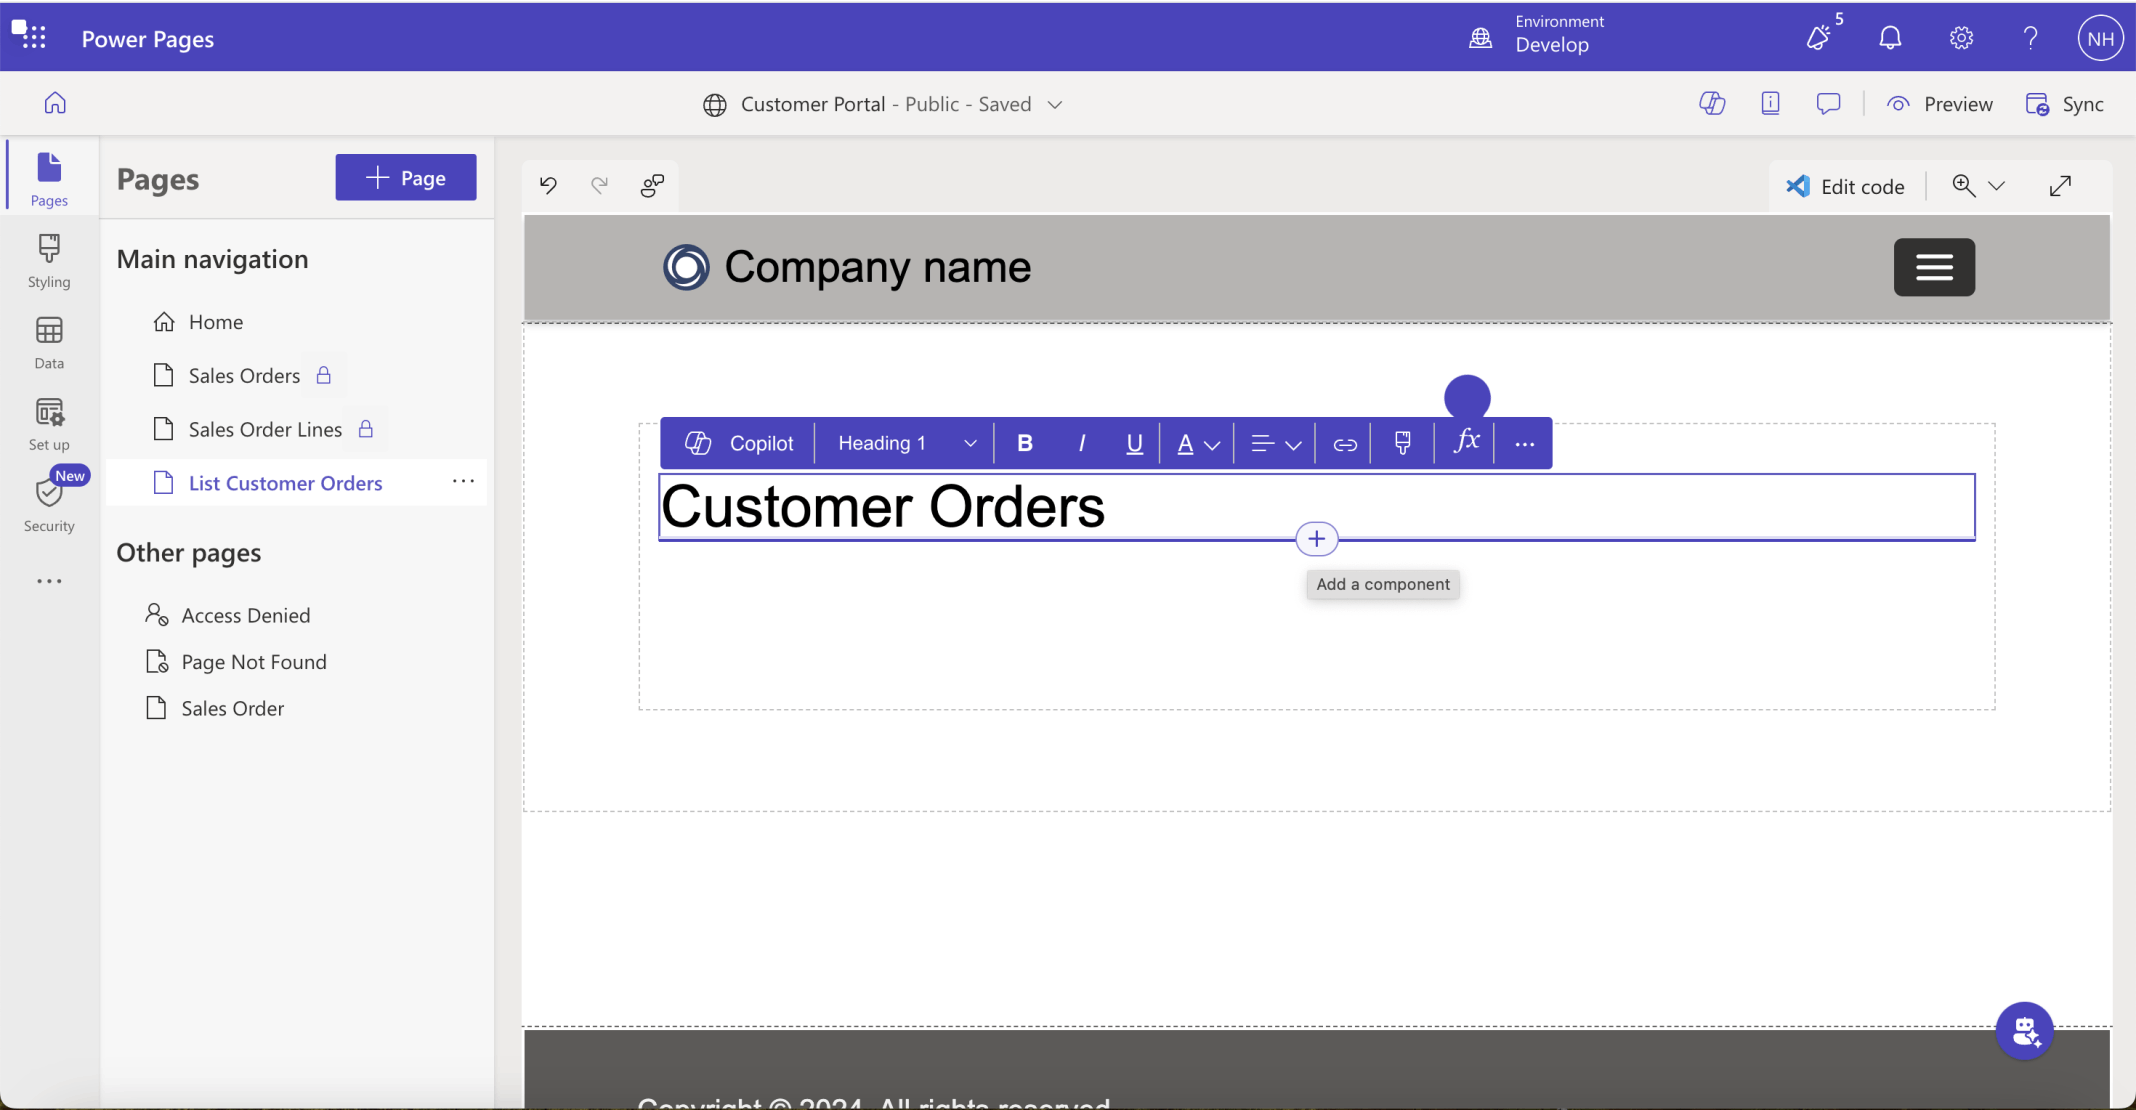 Power Pages
Environment
Develop
5
NH
Customer Portal - Public - Saved
Preview
Sync
Pages
Styling
Data
Set up
New
Security
Pages
Page
Main navigation
Home
Sales Orders
Sales Order Lines
List Customer Orders
Other pages
Access Denied
Page Not Found
Sales Order
Edit code
Company name
Copilot
Heading 1
B I U A fx
Customer Orders
Add a component
Copyright © 2024. All rights reserved.